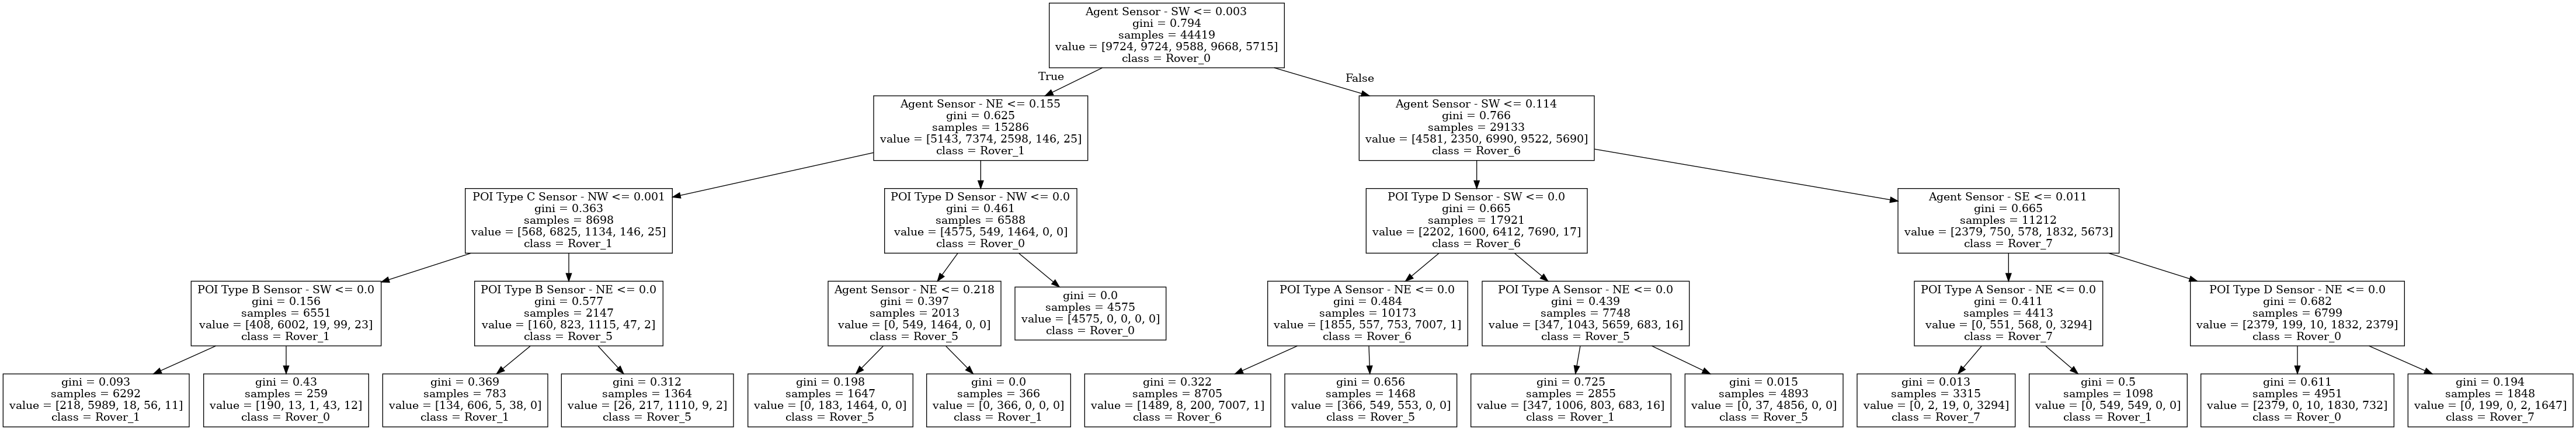 Agent Sensor - SW <= 0.003
gini = 0.794
samples = 44419
value = [9724, 9724, 9588, 9668, 5715]
class = Rover_0
True
False
Agent Sensor - NE <= 0.155
gini = 0.625
samples = 15286
value = [5143, 7374, 2598, 146, 25]
class = Rover_1
Agent Sensor - SW <= 0.114
gini = 0.766
samples = 29133
value = [4581, 2350, 6990, 9522, 5690]
class = Rover_6
POI Type C Sensor - NW <= 0.001
gini = 0.363
samples = 8698
value = [568, 6825, 1134, 146, 25]
class = Rover_1
POI Type D Sensor - NW <= 0.0
gini = 0.461
samples = 6588
value = [4575, 549, 1464, 0, 0]
class = Rover_0
POI Type D Sensor - SW <= 0.0
gini = 0.665
samples = 17921
value = [2202, 1600, 6412, 7690, 17]
class = Rover_6
Agent Sensor - SE <= 0.011
gini = 0.665
samples = 11212
value = [2379, 750, 578, 1832, 5673]
class = Rover_7
POI Type B Sensor - SW <= 0.0
gini = 0.156
samples = 6551
value = [408, 6002, 19, 99, 23]
class = Rover_1
POI Type B Sensor - NE <= 0.0
gini = 0.577
samples = 2147
value = [160, 823, 1115, 47, 2]
class = Rover_5
Agent Sensor - NE <= 0.218
gini = 0.397
samples = 2013
value = [0, 549, 1464, 0, 0]
class = Rover_5
gini = 0.0
samples = 4575
value = [4575, 0, 0, 0, 0]
class = Rover_0
POI Type A Sensor - NE <= 0.0
gini = 0.484
samples = 10173
value = [1855, 557, 753, 7007, 1]
class = Rover_6
POI Type A Sensor - NE <= 0.0
gini = 0.439
samples = 7748
value = [347, 1043, 5659, 683, 16]
class = Rover_5
POI Type A Sensor - NE <= 0.0
gini = 0.411
samples = 4413
value = [0, 551, 568, 0, 3294]
class = Rover_7
POI Type D Sensor - NE <= 0.0
gini = 0.682
samples = 6799
value = [2379, 199, 10, 1832, 2379]
class = Rover_0
gini = 0.093
samples = 6292
value = [218, 5989, 18, 56, 11]
class = Rover_1
gini = 0.43
samples = 259
value = [190, 13, 1, 43, 12]
class = Rover_0
gini = 0.369
samples = 783
value = [134, 606, 5, 38, 0]
class = Rover_1
gini = 0.312
samples = 1364
value = [26, 217, 1110, 9, 2]
class = Rover_5
gini = 0.198
samples = 1647
value = [0, 183, 1464, 0, 0]
class = Rover_5
gini = 0.0
samples = 366
value = [0, 366, 0, 0, 0]
class = Rover_1
gini = 0.322
samples = 8705
value = [1489, 8, 200, 7007, 1]
class = Rover_6
gini = 0.656
samples = 1468
value = [366, 549, 553, 0, 0]
class = Rover_5
gini = 0.725
samples = 2855
value = [347, 1006, 803, 683, 16]
class = Rover_1
gini = 0.015
samples = 4893
value = [0, 37, 4856, 0, 0]
class = Rover_5
gini = 0.013
samples = 3315
value = [0, 2, 19, 0, 3294]
class = Rover_7
gini = 0.5
samples = 1098
value = [0, 549, 549, 0, 0]
class = Rover_1
gini = 0.611
samples = 4951
value = [2379, 0, 10, 1830, 732]
class = Rover_0
gini = 0.194
samples = 1848
value = [0, 199, 0, 2, 1647]
class = Rover_7